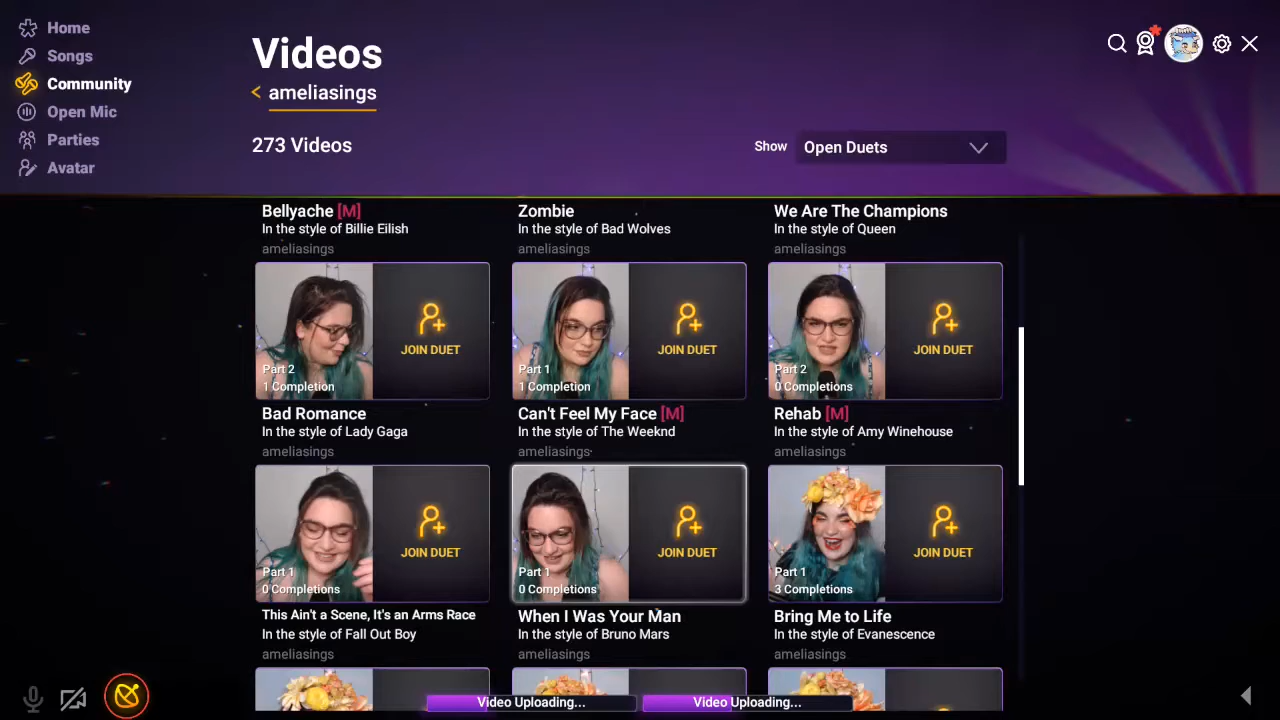 Home
Songs
Community
Open Mic
Parties
Avatar
Videos
< ameliasings
273 Videos
Show
Open Duets
Bellyache [M]
In the style of Billie Eilish
ameliasings
Zombie
In the style of Bad Wolves
ameliasings
We Are The Champions
In the style of Queen
ameliasings
Part 2
1 Completion
JOIN DUET
Bad Romance
In the style of Lady Gaga
ameliasings
Part 1
1 Completion
JOIN DUET
Can't Feel My Face [M]
In the style of The Weeknd
ameliasings
Part 2
0 Completions
JOIN DUET
Rehab [M]
In the style of Amy Winehouse
ameliasings
Part 1
0 Completions
JOIN DUET
This Ain't a Scene, It's an Arms Race
In the style of Fall Out Boy
ameliasings
Part 1
0 Completions
JOIN DUET
When I Was Your Man
In the style of Bruno Mars
ameliasings
Part 1
3 Completions
JOIN DUET
Bring Me to Life
In the style of Evanescence
ameliasings
Video Uploading...
Video Uploading...